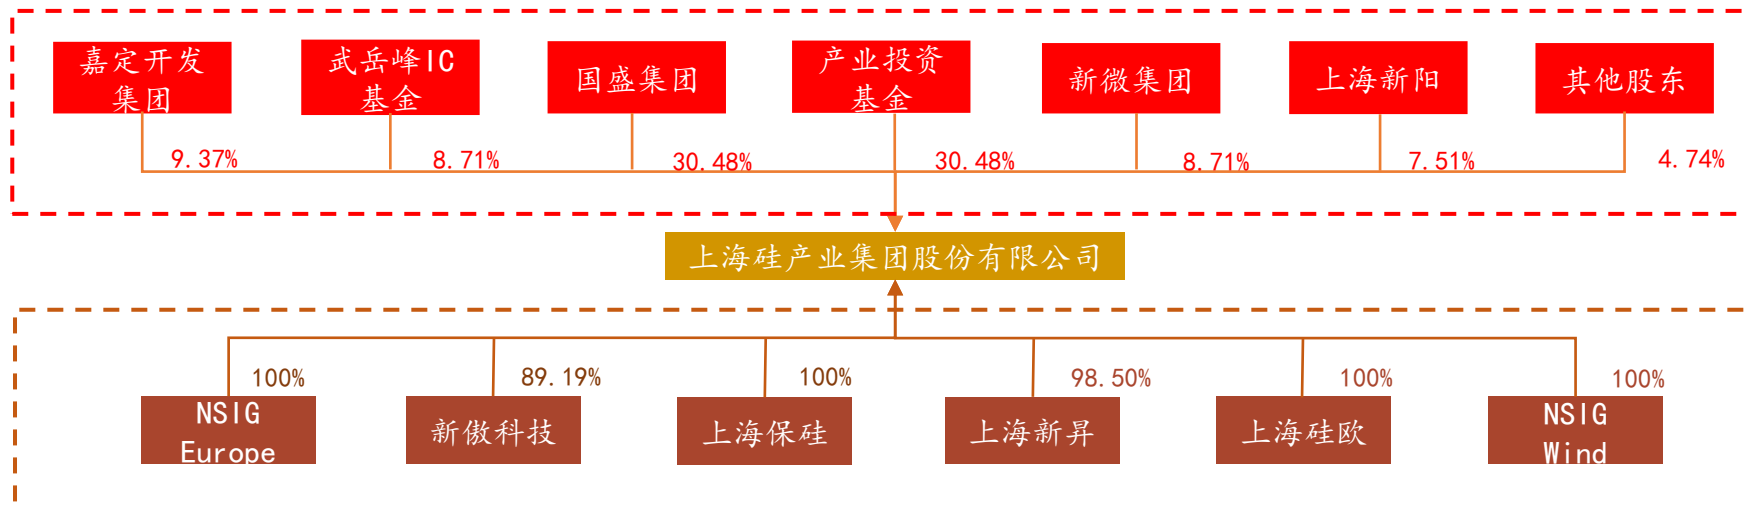 嘉定开发
集团
武岳峰IC
基金
国盛集团
产业投资
基金
新微集团
上海新阳
其他股东
9.37%
8.71%
30.48%
30.48%
8.71%
7.51%
4.74%
上海硅产业集团股份有限公司
100%
89.19%
100%
98.50%
100%
100%
NSIG
Europe
新傲科技
上海保硅
上海新昇
上海硅欧
NSIG
Wind